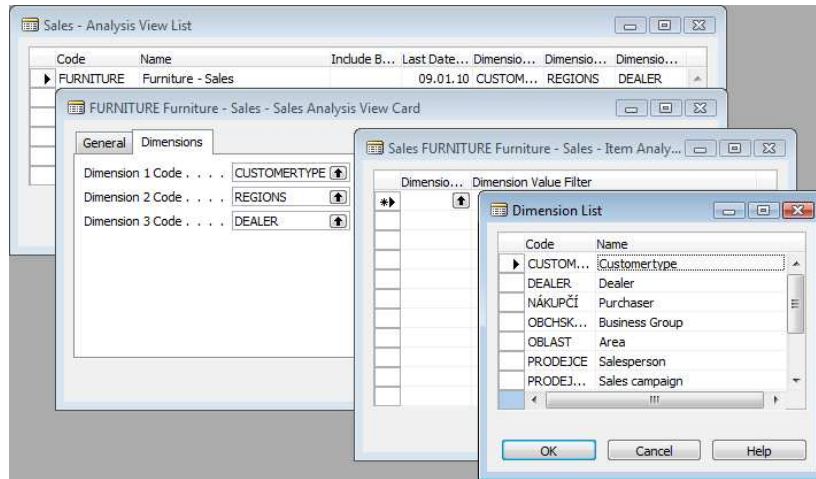 Sales - Analysis View List
Code Name Include B... Last Date... Dimensio... Dimensio... Dimensio...
FURNITURE Furniture - Sales 09.01.10 CUSTOM... REGIONS DEALER
FURNITURE Furniture - Sales - Sales Analysis View Card
General Dimensions
Dimension 1 Code . . . . CUSTOMERTYPE
Dimension 2 Code . . . . REGIONS
Dimension 3 Code . . . . DEALER
Sales FURNITURE Furniture - Sales - Item Analy...
Dimensio... Dimension Value Filter
Dimension List
Code Name
CUSTOM... Customertype
DEALER Dealer
NÁKUPČÍ Purchaser
OBCHSK... Business Group
OBLAST Area
PRODEJCE Salesperson
PRODEJ... Sales campaign
OK Cancel Help